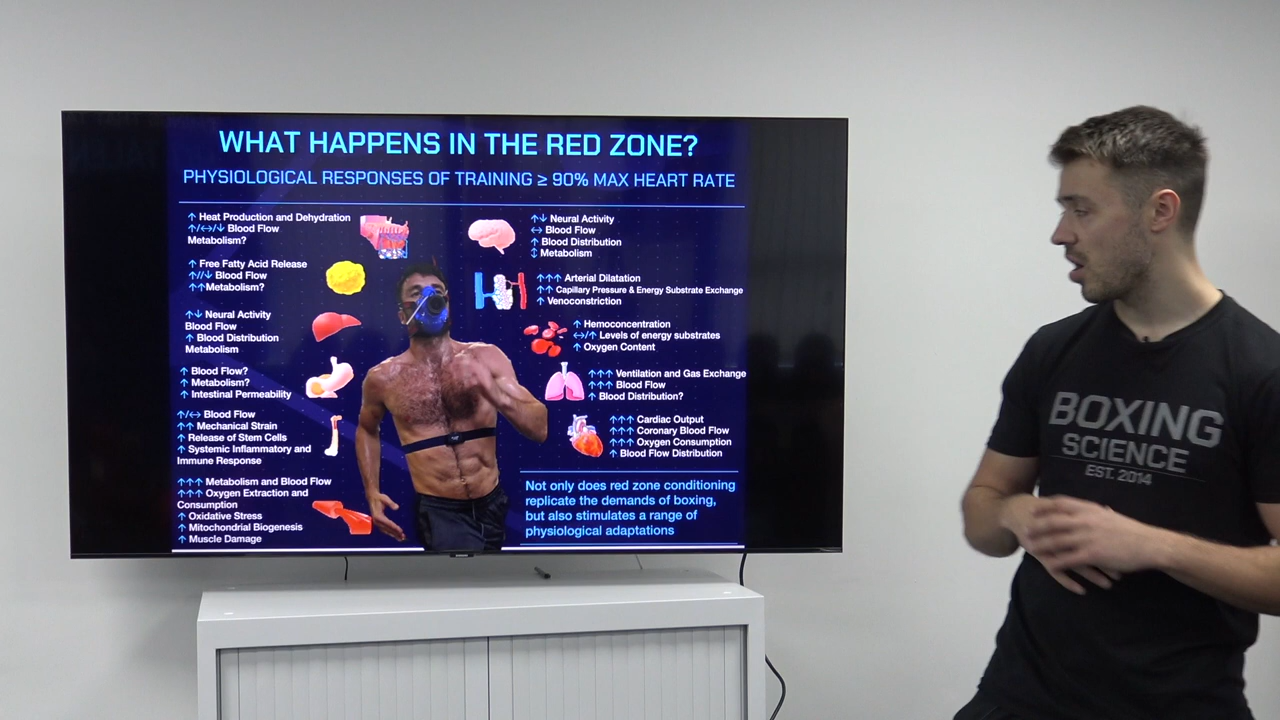 WHAT HAPPENS IN THE RED ZONE?
PHYSIOLOGICAL RESPONSES OF TRAINING ≥ 90% MAX HEART RATE
↑ Heat Production and Dehydration
↑/↔/↓ Blood Flow
Metabolism?
↑ Free Fatty Acid Release
↑//↓ Blood Flow
↑↑Metabolism?
↑↓ Neural Activity
Blood Flow
↑ Blood Distribution
Metabolism
↑ Blood Flow?
↑ Metabolism?
↑ Intestinal Permeability
↑/↔ Blood Flow
↑↑ Mechanical Strain
↑ Release of Stem Cells
↑ Systemic Inflammatory and
Immune Response
↑↑↑ Metabolism and Blood Flow
↑↑↑ Oxygen Extraction and
Consumption
↑ Oxidative Stress
↑ Mitochondrial Biogenesis
↑ Muscle Damage
↑↓ Neural Activity
↔ Blood Flow
↑ Blood Distribution
↕ Metabolism
↑↑↑ Arterial Dilatation
↑↑ Capillary Pressure & Energy Substrate Exchange
↑ Venoconstriction
↑ Hemoconcentration
↔/↑ Levels of energy substrates
↑ Oxygen Content
↑↑↑ Ventilation and Gas Exchange
↑↑↑ Blood Flow
↑ Blood Distribution?
↑↑↑ Cardiac Output
↑↑↑ Coronary Blood Flow
↑↑↑ Oxygen Consumption
↑ Blood Flow Distribution
Not only does red zone conditioning
replicate the demands of boxing,
but also stimulates a range of
physiological adaptations
BOXING
SCIENCE
EST. 2014